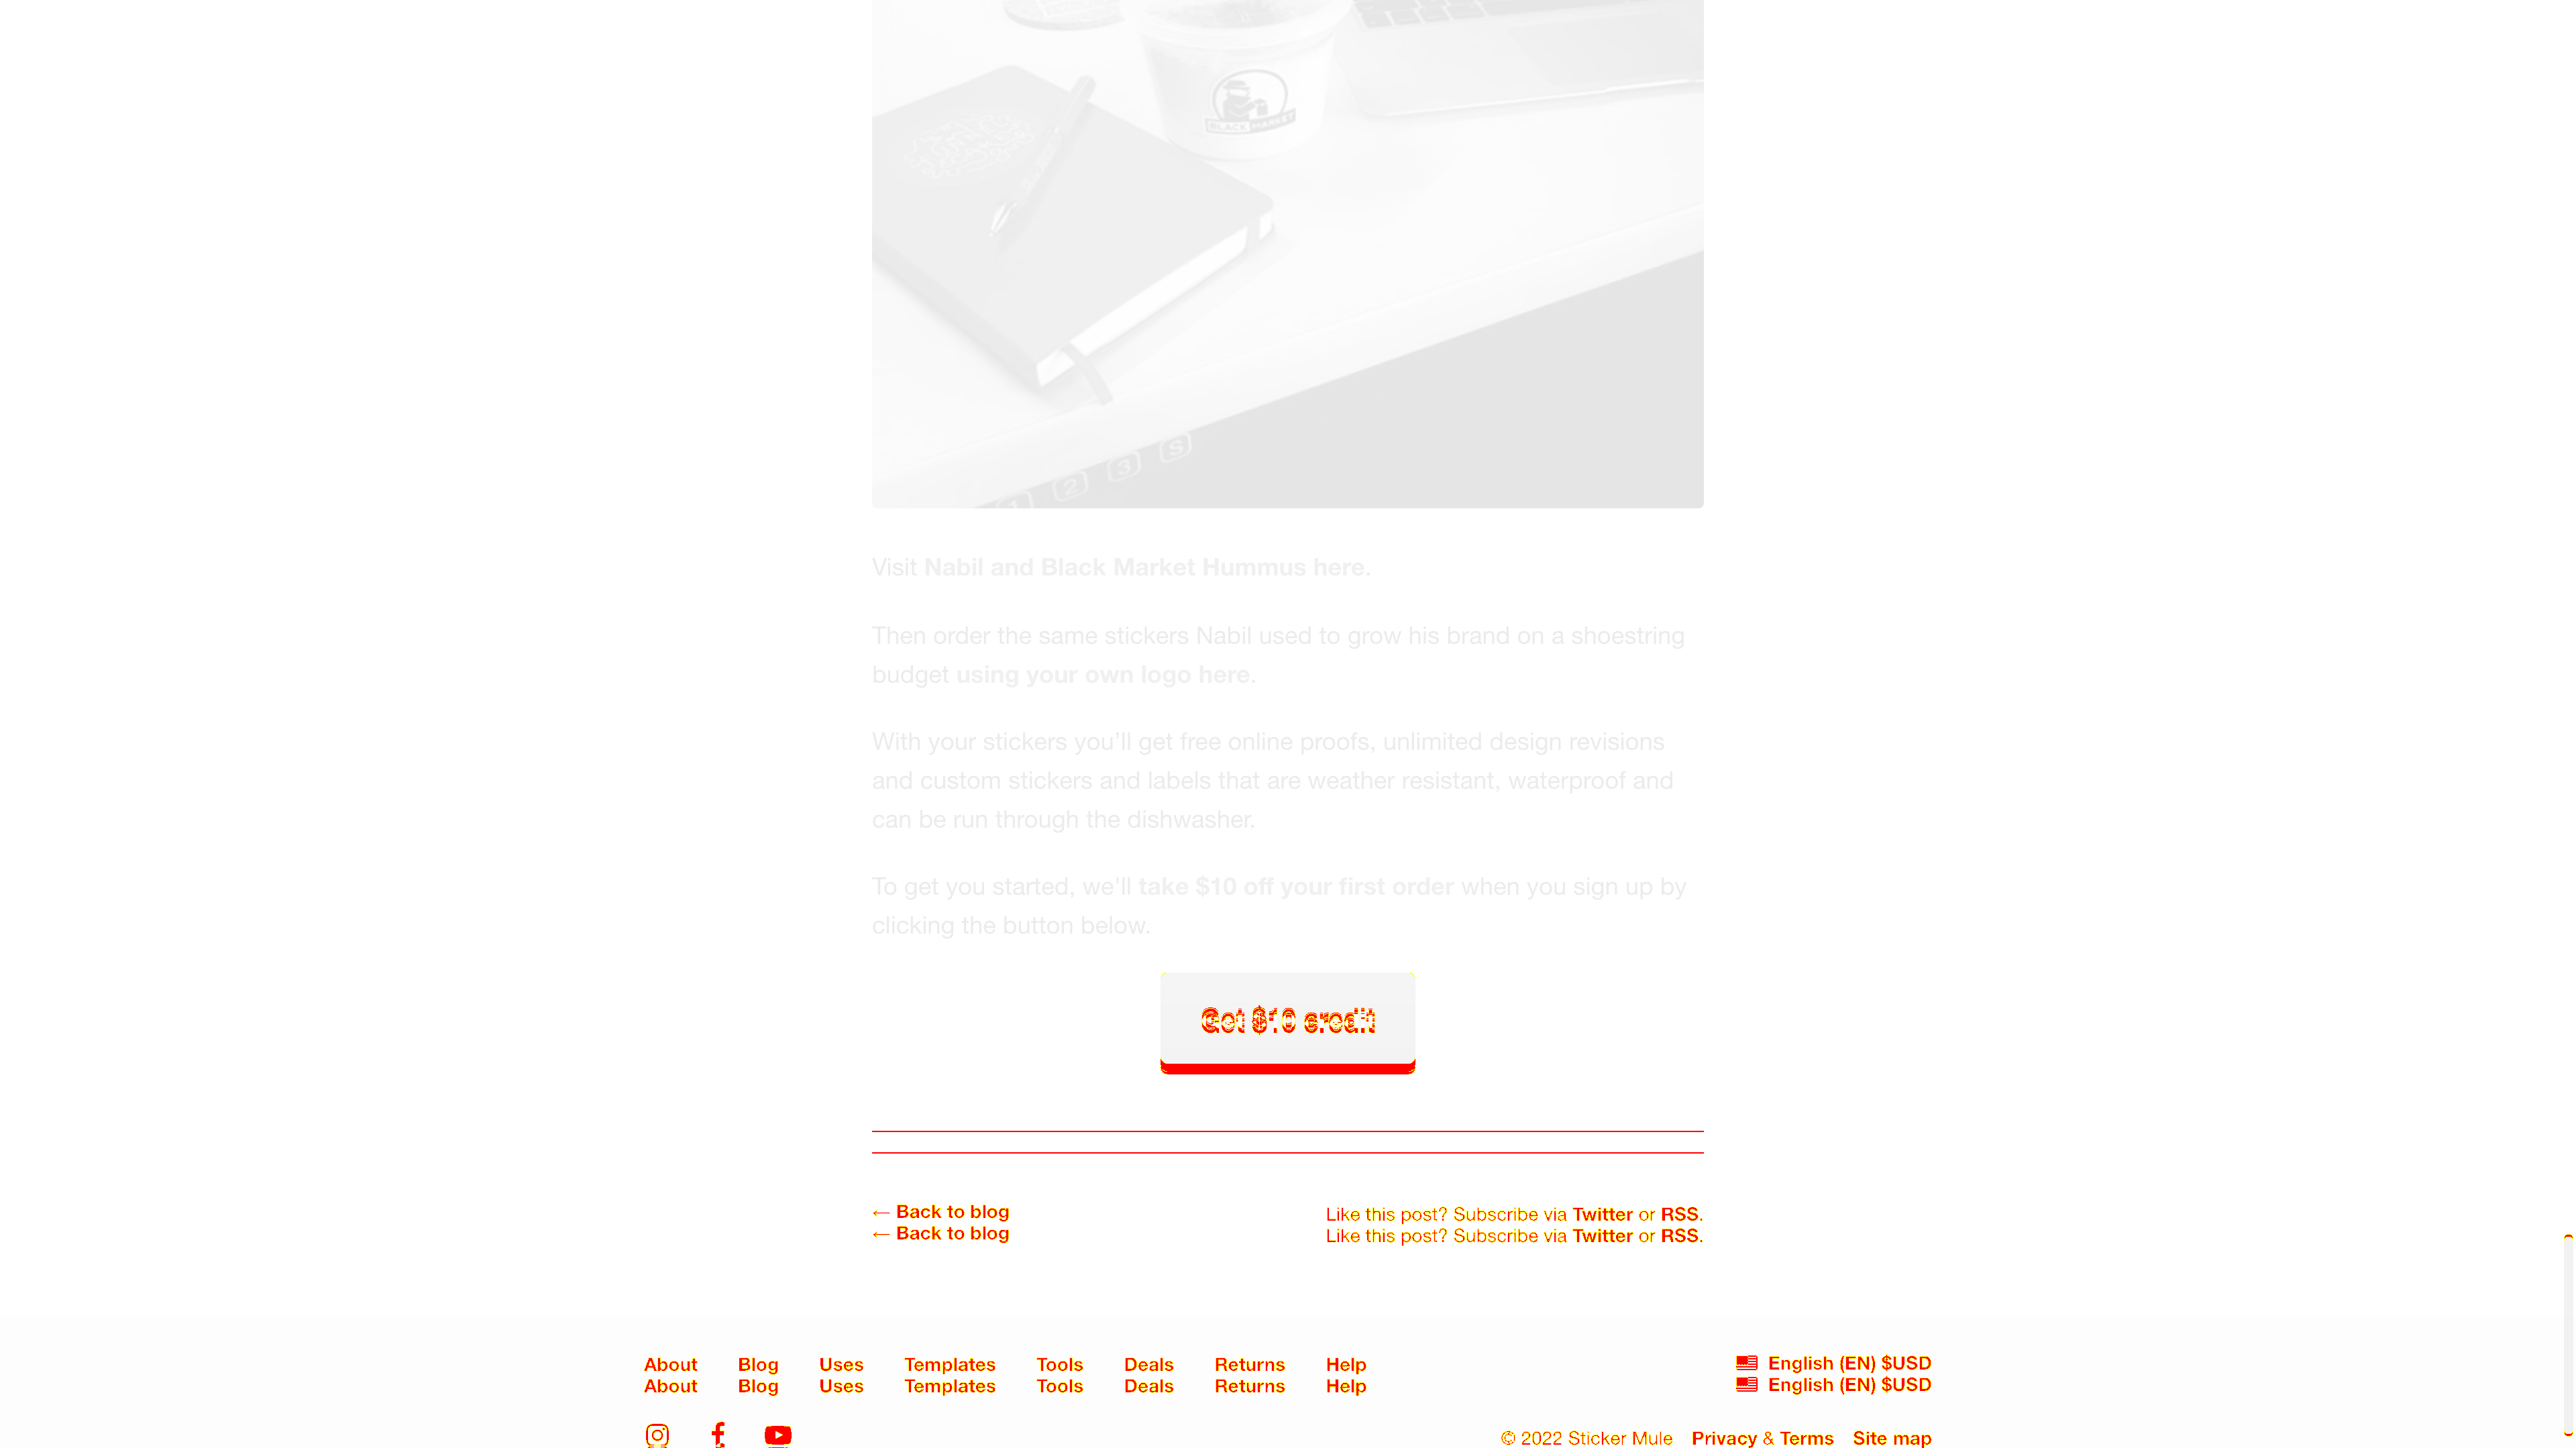 BLACK MARKET
1 2 3 S
Visit Nabil and Black Market Hummus here.
Then order the same stickers Nabil used to grow his brand on a shoestring
budget using your own logo here.
With your stickers you’ll get free online proofs, unlimited design revisions
and custom stickers and labels that are weather resistant, waterproof and
can be run through the dishwasher.
To get you started, we'll take $10 off your first order when you sign up by
clicking the button below.
Get $10 credit
← Back to blog
Like this post? Subscribe via Twitter or RSS.
← Back to blog
Like this post? Subscribe via Twitter or RSS.
About Blog Uses Templates Tools Deals Returns Help
English (EN) $USD
About Blog Uses Templates Tools Deals Returns Help
English (EN) $USD
© 2022 Sticker Mule Privacy & Terms Site map